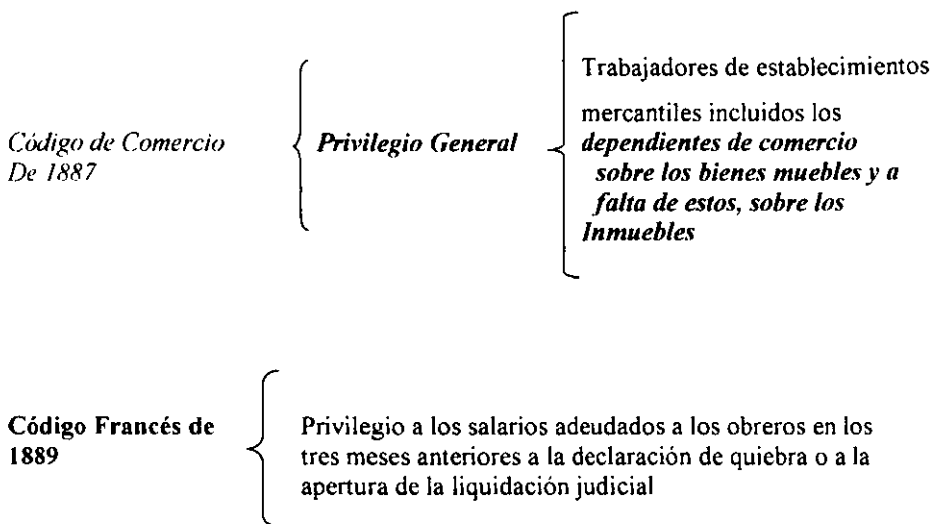 Código de Comercio
De 1887
Privilegio General
Trabajadores de establecimientos
mercantiles incluidos los
dependientes de comercio
sobre los bienes muebles y a
falta de estos, sobre los
Inmuebles
Código Francés de
1889
Privilegio a los salarios adeudados a los obreros en los
tres meses anteriores a la declaración de quiebra o a la
apertura de la liquidación judicial